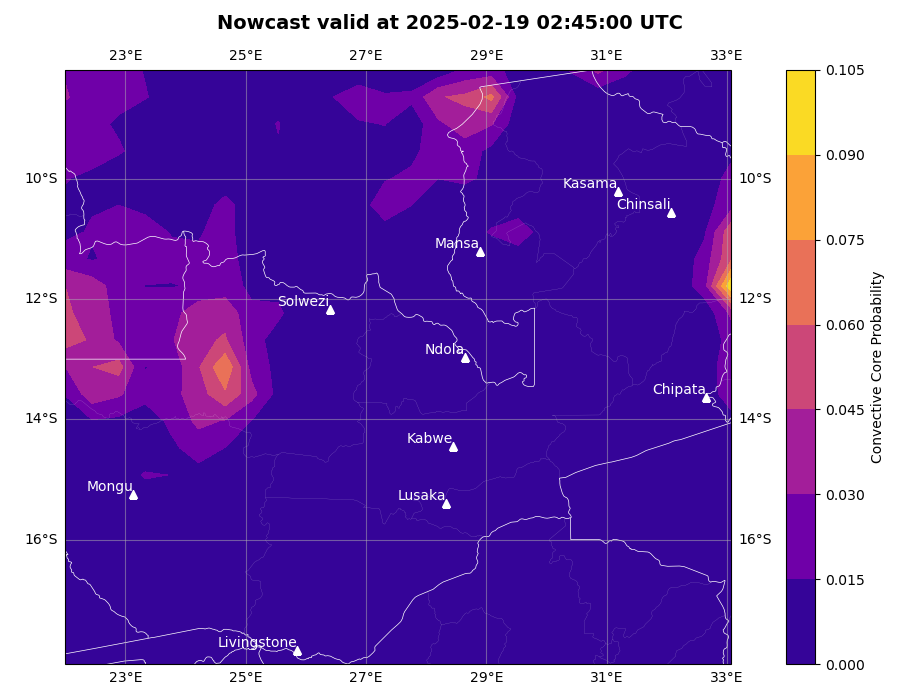 Nowcast valid at 2025-02-19 02:45:00 UTC
23°E 25°E 27°E 29°E 31°E 33°E
0.105
0.090
10°S 10°S
Kasama
Chinsali
Mansa
0.075
12°S 12°S
Solwezi
0.060
Ndola
Chipata
0.045
14°S 14°S
Kabwe
Mongu
Lusaka
0.030
16°S 16°S
0.015
Livingstone
0.000
23°E 25°E 27°E 29°E 31°E 33°E
Convective Core Probability